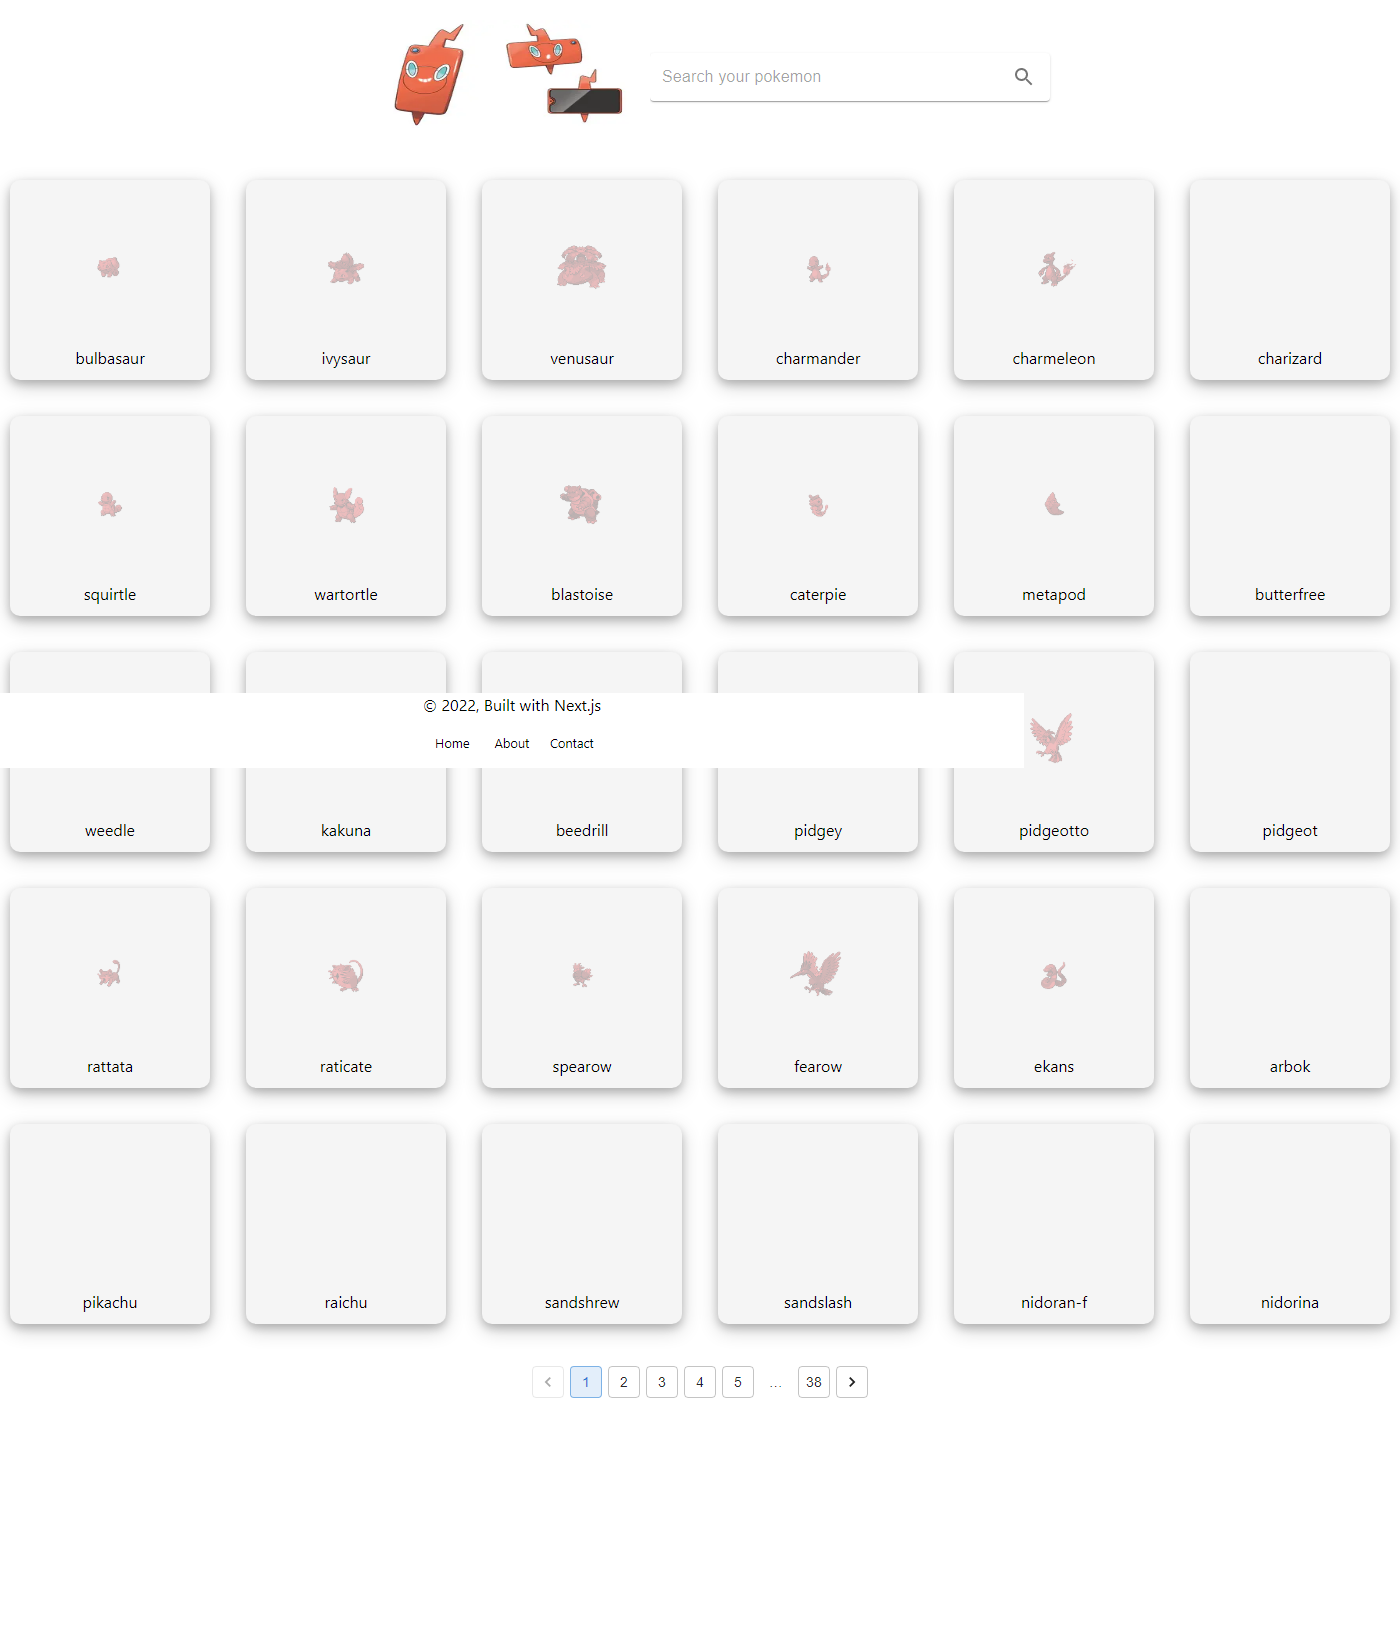 Search your pokemon
bulbasaur
ivysaur
venusaur
charmander
charmeleon
charizard
squirtle
wartortle
blastoise
caterpie
metapod
butterfree
© 2022, Built with Next.js
Home About Contact
weedle
kakuna
beedrill
pidgey
pidgeotto
pidgeot
rattata
raticate
spearow
fearow
ekans
arbok
pikachu
raichu
sandshrew
sandslash
nidoran-f
nidorina
1 2 3 4 5 ... 38